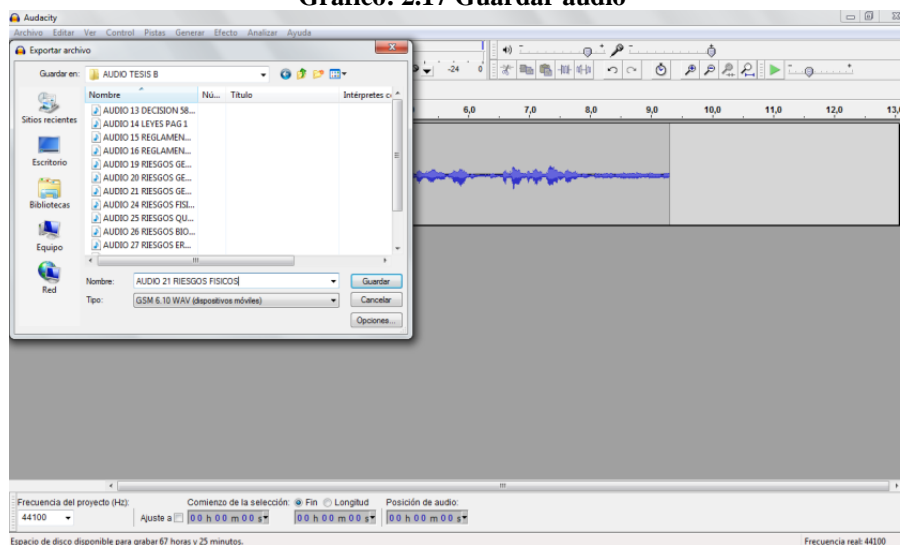 Gráfico: 2.17 Guardar audio
Audacity
Archivo Editar Ver Control Pistas Generar Efecto Analizar Ayuda
Exportar archivo
Guardar en: AUDIO TESIS B
-24 0
Nombre Nú... Título Intérpretes cc
Sitios recientes
Escritorio
Bibliotecas
Equipo
Red
AUDIO 13 DECISION 58...
AUDIO 14 LEYES PAG 1
AUDIO 15 REGLAMEN...
AUDIO 16 REGLAMEN...
AUDIO 19 RIESGOS GE...
AUDIO 20 RIESGOS GE...
AUDIO 21 RIESGOS GE...
AUDIO 24 RIESGOS FISI...
AUDIO 25 RIESGOS QU...
AUDIO 26 RIESGOS BIO...
AUDIO 27 RIESGOS ER...
6,0 7,0 8,0 9,0 10,0 11,0 12,0 13,
Nombre: AUDIO 21 RIESGOS FISICOS Guardar
Tipo: GSM 6.10 WAV (dispositivos móviles) Cancelar
Opciones...
Frecuencia del proyecto (Hz): Comienzo de la selección: Fin Longitud Posición de audio:
44100 Ajuste a 00 h 00 m 00 s 00 h 00 m 00 s 00 h 00 m 00 s
Espacio de disco disponible para grabar 67 horas y 25 minutos. Frecuencia real: 44100